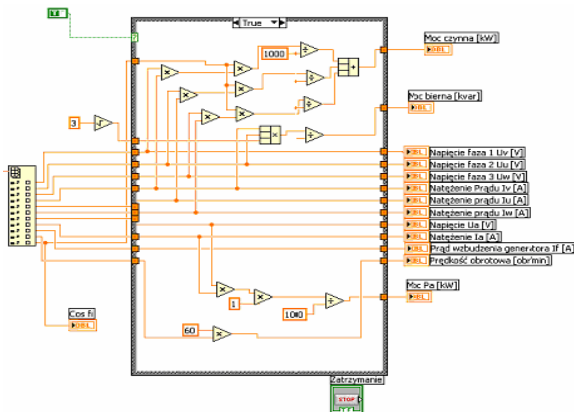 True
Moc czynna [kW]
1000
Moc bierna [kvar]
3
Napięcie faza 1 Uv [V]
Napięcie faza 2 Uu [V]
Napięcie faza 3 Uw [V]
Natężenie Prądu Iv [A]
Natężenie prądu Iu [A]
Natężenie prądu Iw [A]
Napięcie Ua [V]
Natężenie Ia [A]
Prąd wzbudzenia generatora If [A]
Prędkość obrotowa [obr/min]
Moc Pa [kW]
1
1000
Cos fi
60
Zatrzymanie
STOP